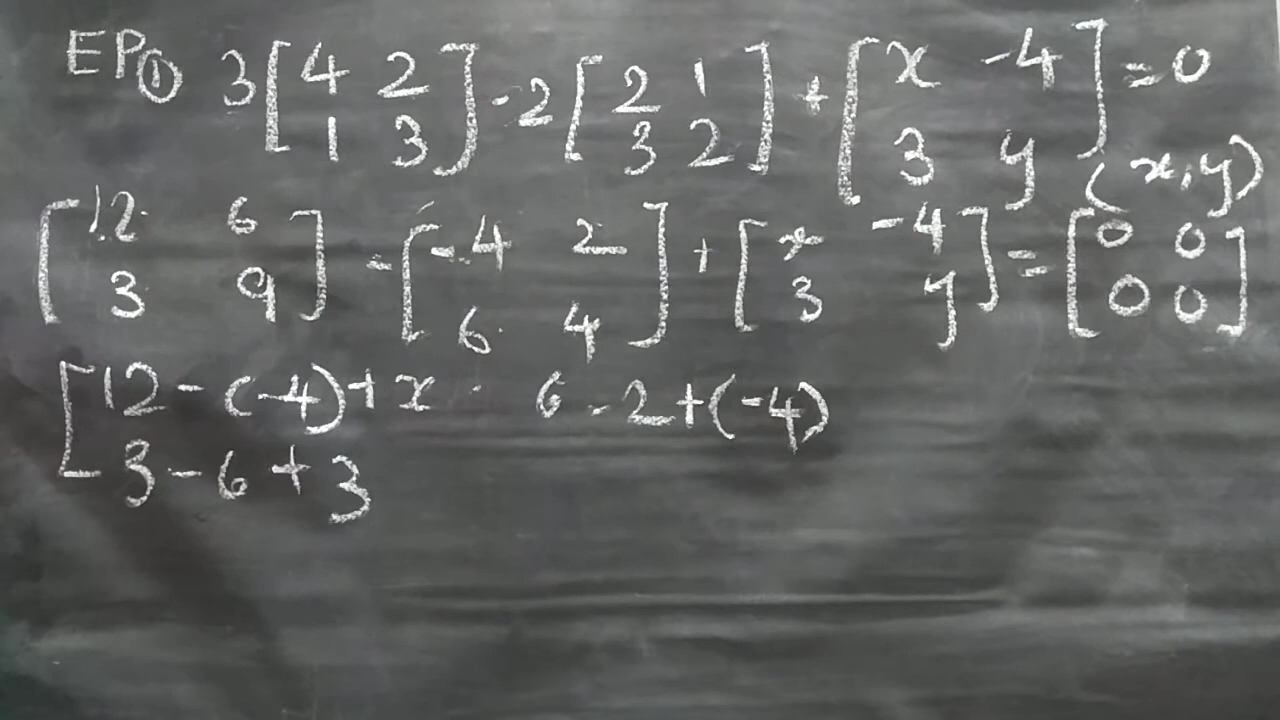 EP① 3[4 2] -2[2 1] + [x -4] = 0
[1 3] [3 2] [3 y] (x,y)
[12 6] - [-4 2] + [x -4] = [0 0]
[3 9] [6 4] [3 y] [0 0]
[12 - (-4) + x 6 - 2 + (-4)
3 - 6 + 3